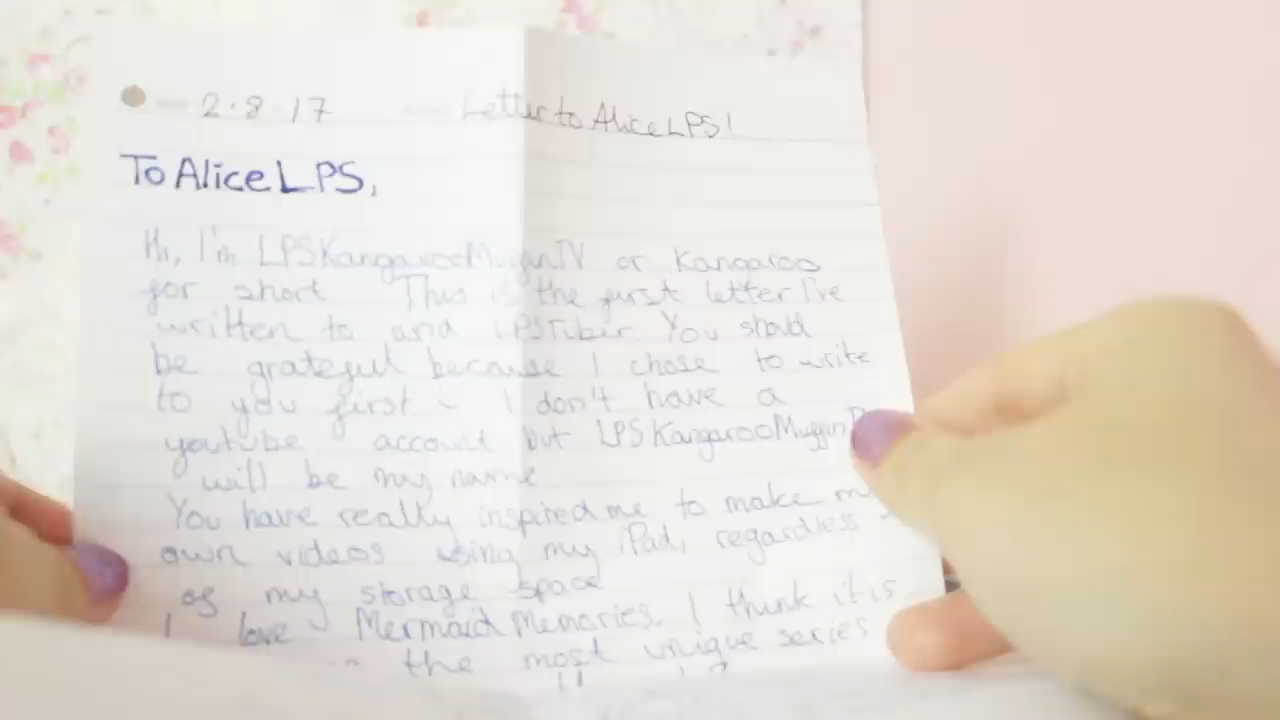 2.8.17 Letter to AliceLPS!
To AliceLPS,
Hi, I'm LPSKangarooMuffinTV or Kangaroo
for short This is the first letter I've
written to and LPSTuber. You should
be grateful because I chose to write
to you first - I don't have a
youtube account but LPSKangarooMuffin
will be my name
You have really inspired me to make
own videos using my iPad, regardless
of my storage space
I love Mermaid Memories. I think it is
the most unique series